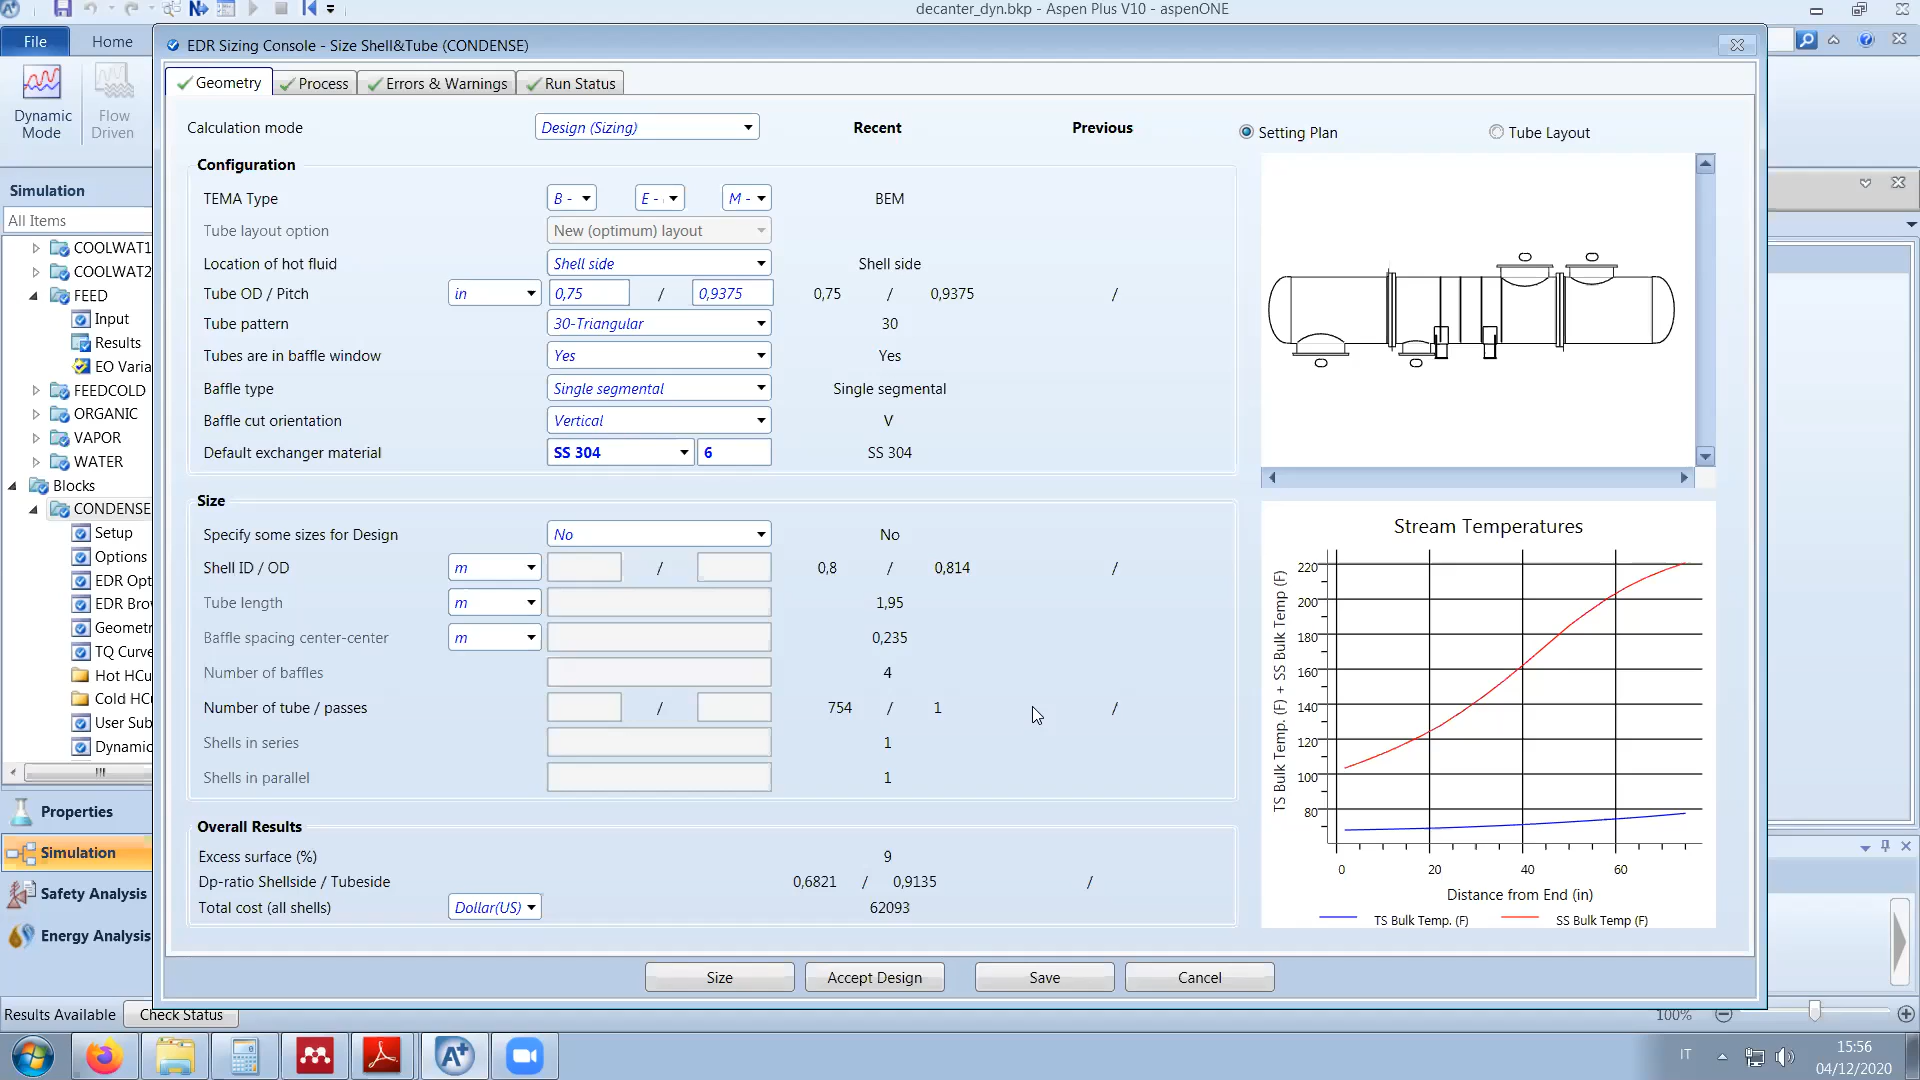 decanter_dyn.bkp - Aspen Plus V10 - aspenONE
File
Home
EDR Sizing Console - Size Shell&Tube (CONDENSE)
Dynamic
Mode
Flow
Driven
Geometry
Process
Errors & Warnings
Run Status
Calculation mode
Design (Sizing)
Recent
Previous
Setting Plan
Tube Layout
Configuration
TEMA Type
B -
E -
M -
BEM
Tube layout option
New (optimum) layout
Location of hot fluid
Shell side
Shell side
Tube OD / Pitch
in
0,75
/
0,9375
0,75
/
0,9375
/
Tube pattern
30-Triangular
30
Tubes are in baffle window
Yes
Yes
Baffle type
Single segmental
Single segmental
Baffle cut orientation
Vertical
V
Default exchanger material
SS 304
6
SS 304
Size
Specify some sizes for Design
No
No
Shell ID / OD
m
/
0,8
/
0,814
/
Tube length
m
1,95
Baffle spacing center-center
m
0,235
Number of baffles
4
Number of tube / passes
/
754
/
1
/
Shells in series
1
Shells in parallel
1
Overall Results
Excess surface (%)
9
Dp-ratio Shellside / Tubeside
0,6821
/
0,9135
/
Total cost (all shells)
Dollar(US)
62093
Size
Accept Design
Save
Cancel
Stream Temperatures
TS Bulk Temp. (F) + SS Bulk Temp (F)
220
200
180
160
140
120
100
80
0
20
40
60
Distance from End (in)
TS Bulk Temp. (F)
SS Bulk Temp (F)
Simulation
All Items
COOLWAT1
COOLWAT2
FEED
Input
Results
EO Varia
FEEDCOLD
ORGANIC
VAPOR
WATER
Blocks
CONDENSE
Setup
Options
EDR Opt
EDR Bro
Geometr
TQ Curve
Hot HCu
Cold HCu
User Sub
Dynamic
Properties
Simulation
Safety Analysis
Energy Analysis
Results Available
Check Status
100%
IT
15:56
04/12/2020